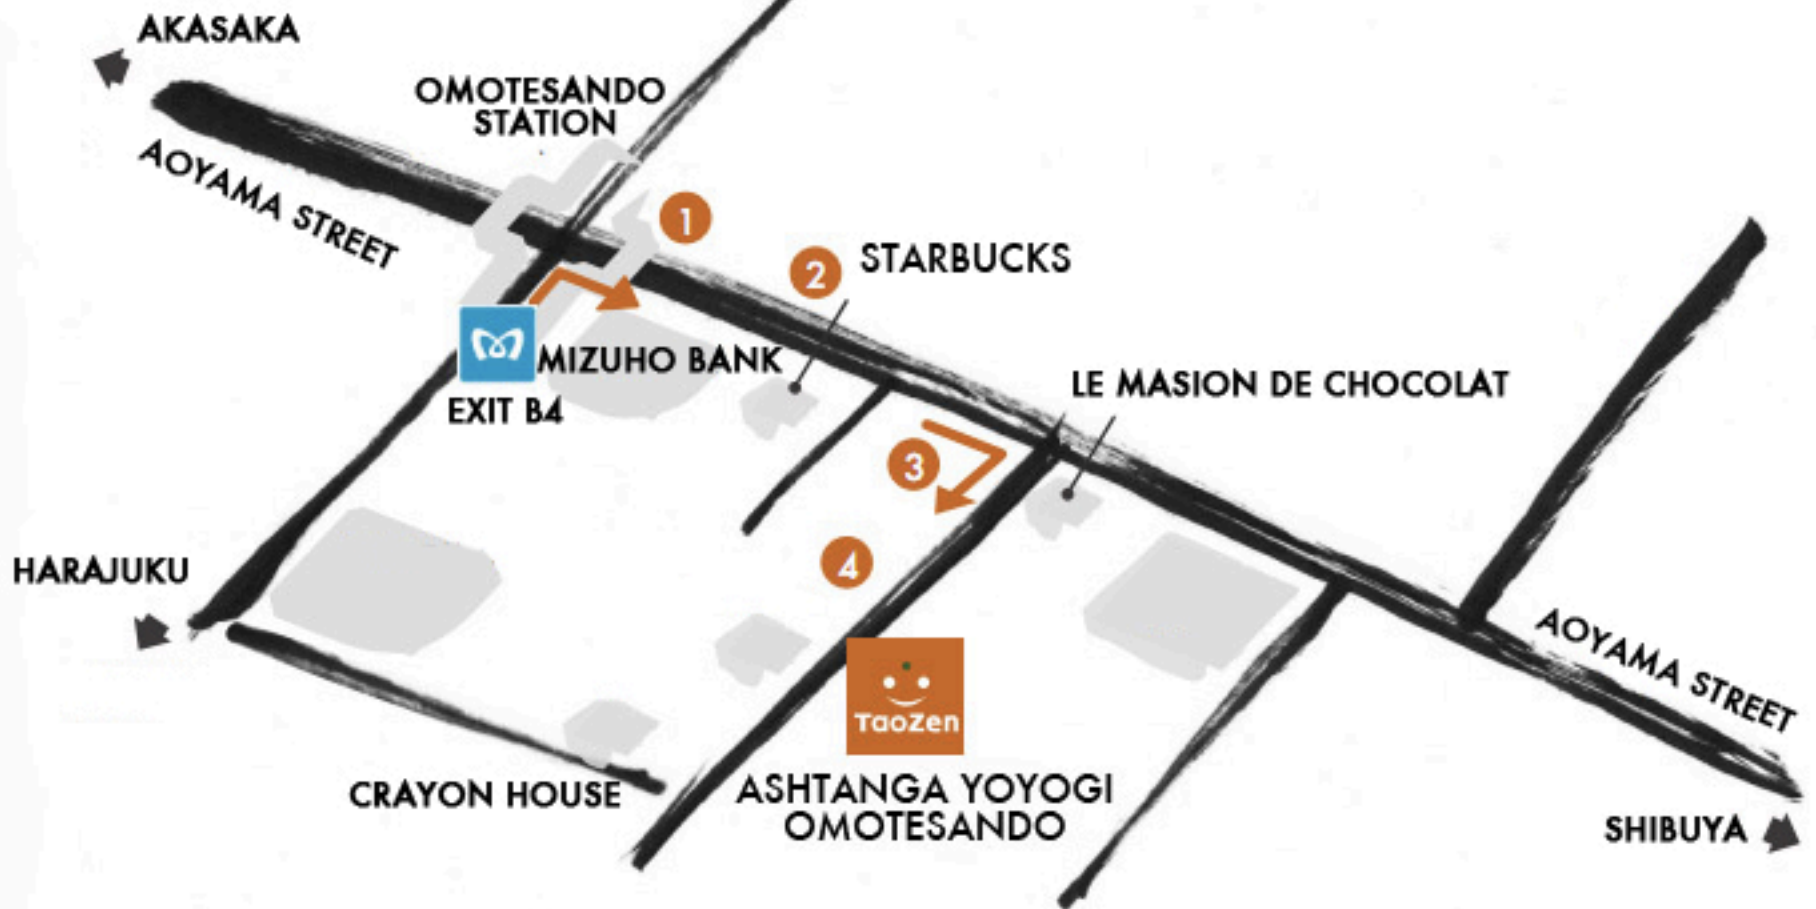 AKASAKA
OMOTESANDO
STATION
AOYAMA STREET
1
2
STARBUCKS
MIZUHO BANK
EXIT B4
LE MASION DE CHOCOLAT
3
4
HARAJUKU
TaoZen
AOYAMA STREET
CRAYON HOUSE
ASHTANGA YOYOGI
OMOTESANDO
SHIBUYA